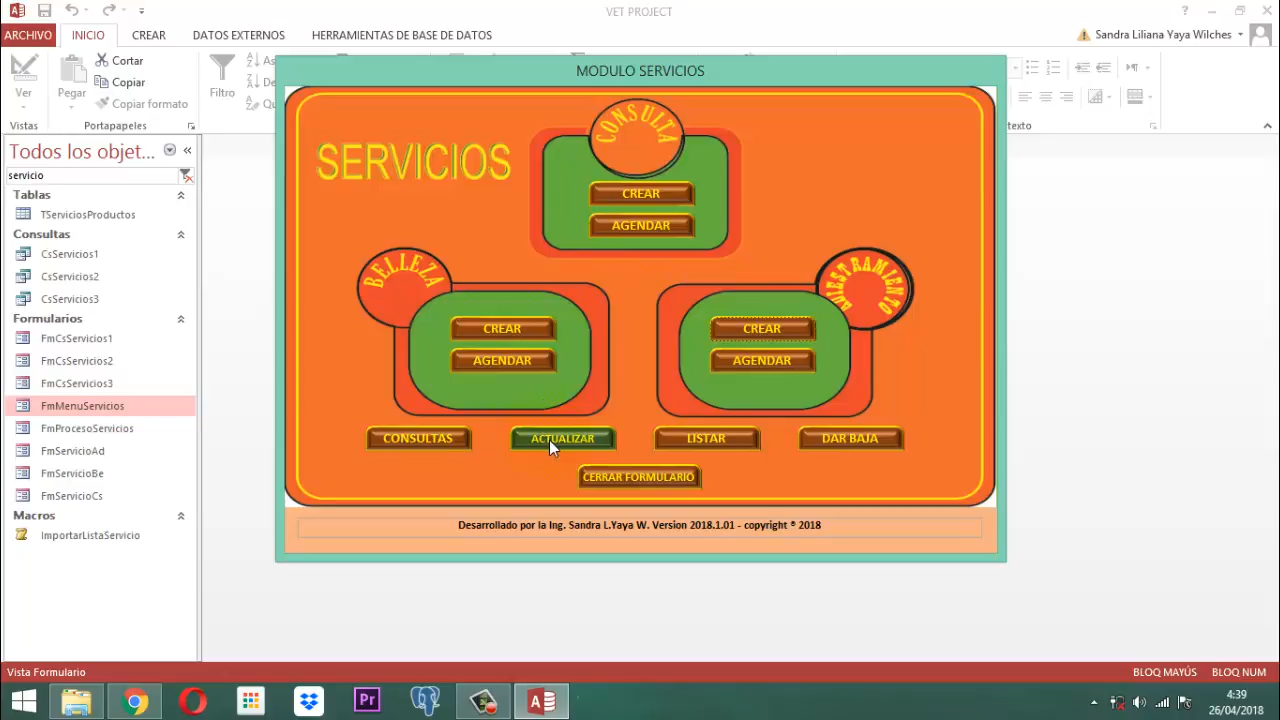 VET PROJECT
ARCHIVO INICIO CREAR DATOS EXTERNOS HERRAMIENTAS DE BASE DE DATOS
Sandra Liliana Yaya Wilches
Ver
Pegar
Cortar
Copiar
Copiar formato
Filtro
Vistas
Portapapeles
texto
MODULO SERVICIOS
Todos los objet...
servicio
Tablas
TServiciosProductos
Consultas
CsServicios1
CsServicios2
CsServicios3
Formularios
FmCsServicios1
FmCsServicios2
FmCsServicios3
FmMenuServicios
FmProcesoServicios
FmServicioAd
FmServicioBe
FmServicioCs
Macros
ImportarListaServicio
SERVICIOS
CONSULTA
CREAR
AGENDAR
BELLEZA
CREAR
AGENDAR
CREAR
AGENDAR
CONSULTAS ACTUALIZAR LISTAR DAR BAJA
CERRAR FORMULARIO
Desarrollado por la Ing. Sandra L.Yaya W. Version 2018.1.01 - copyright ® 2018
Vista Formulario
BLOQ MAYÚS BLOQ NUM
Pr
4:39
26/04/2018